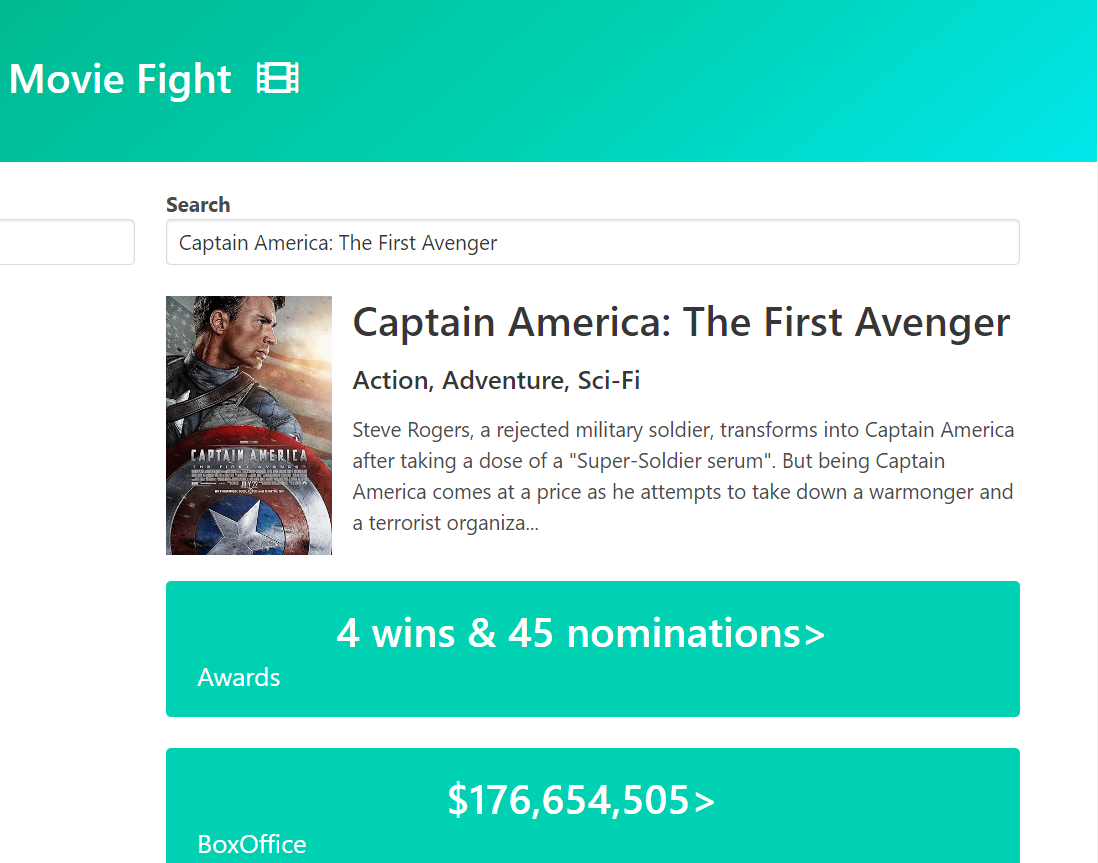 Movie Fight
Search
Captain America: The First Avenger
Captain America: The First Avenger
Action, Adventure, Sci-Fi
Steve Rogers, a rejected military soldier, transforms into Captain America
after taking a dose of a "Super-Soldier serum". But being Captain
America comes at a price as he attempts to take down a warmonger and
a terrorist organiza...
CAPTAIN AMERICA
THE FIRST AVENGER
4 wins & 45 nominations>
Awards
$176,654,505>
BoxOffice